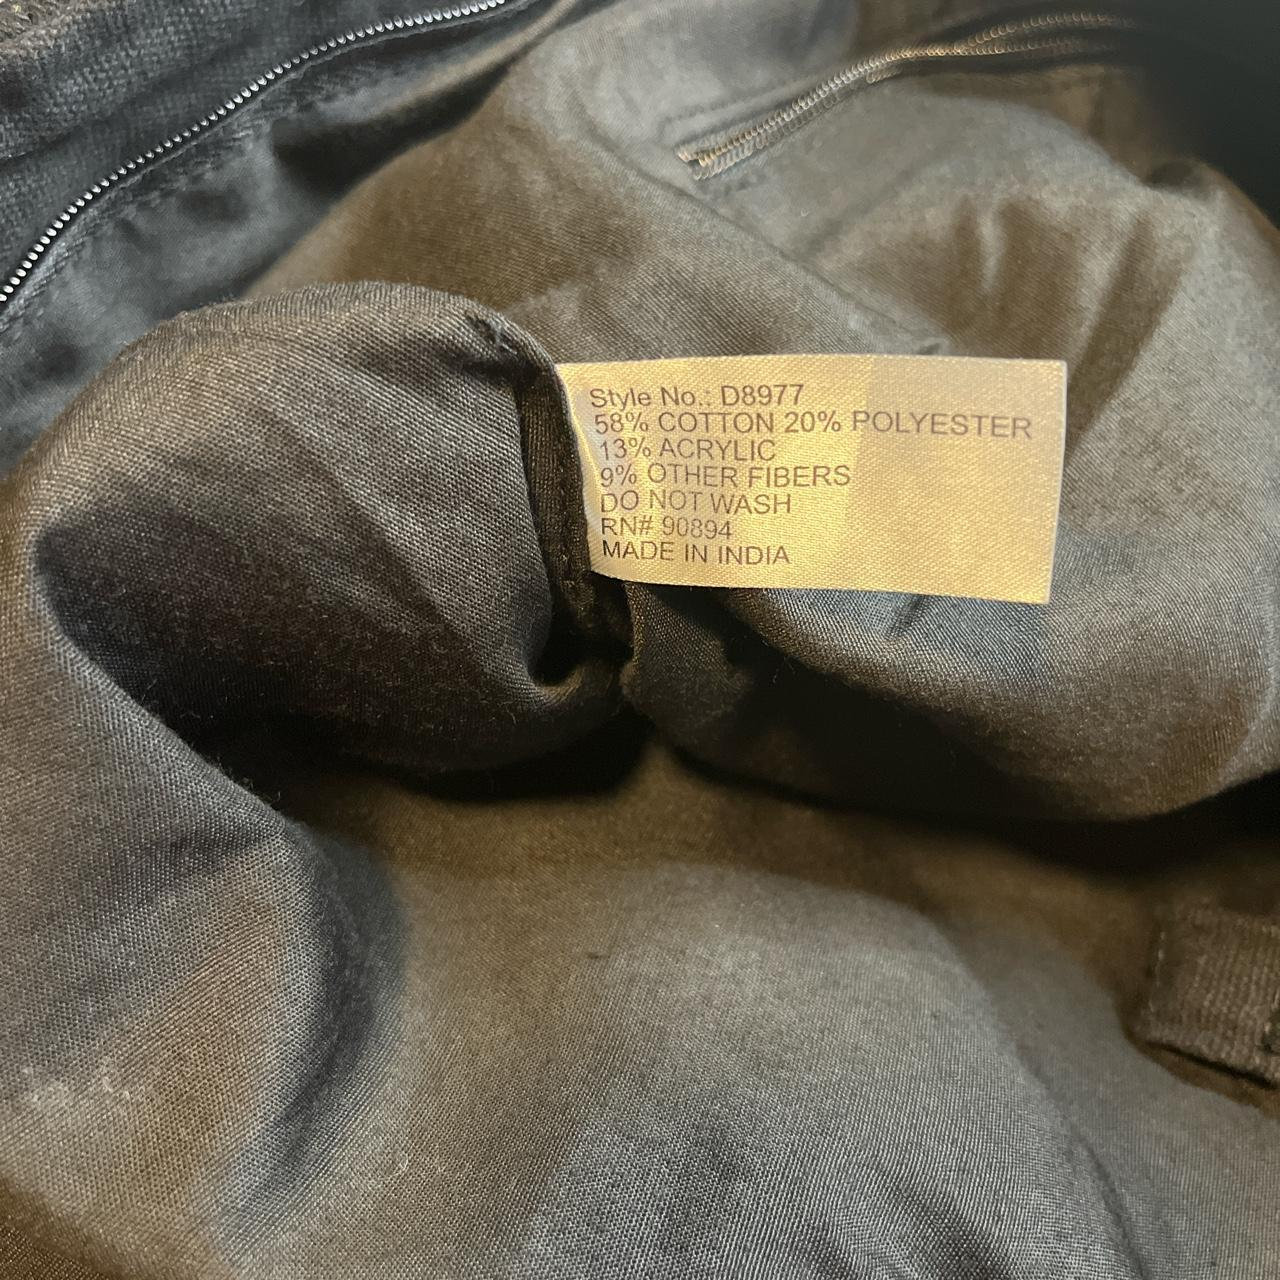 Style No.: D8977
58% COTTON 20% POLYESTER
13% ACRYLIC
9% OTHER FIBERS
DO NOT WASH
RN# 90894
MADE IN INDIA